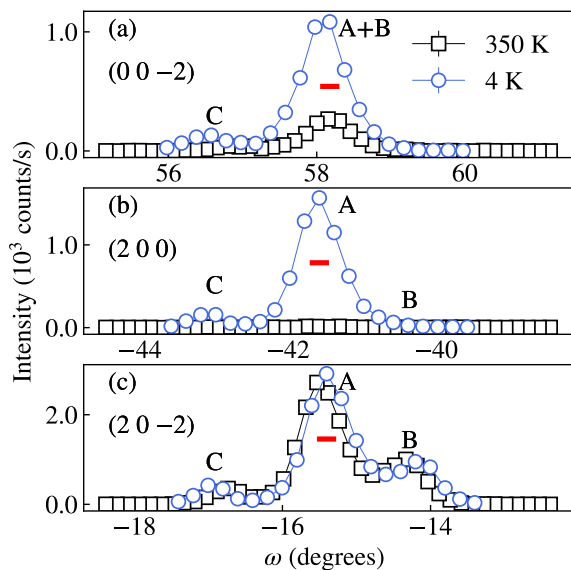 (a)
A+B
350 K
(0 0 −2)
4 K
C
1.0
0.0
56
58
60
(b)
A
(2 0 0)
C
B
1.0
0.0
−44
−42
−40
(c)
A
(2 0 −2)
C
B
2.0
0.0
−18
−16
−14
Intensity (10³ counts/s)
ω (degrees)